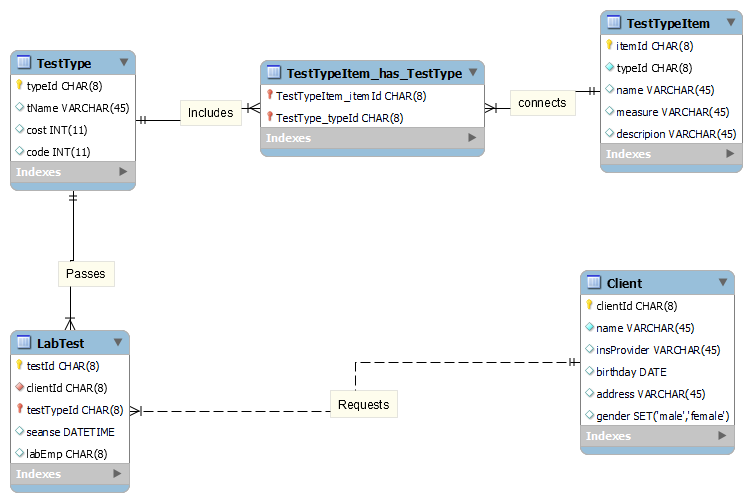 TestType
typeId CHAR(8)
tName VARCHAR(45)
cost INT(11)
code INT(11)
Indexes
Includes
TestTypeItem_has_TestType
TestTypeItem_itemId CHAR(8)
TestType_typeId CHAR(8)
Indexes
connects
TestTypeItem
itemId CHAR(8)
typeId CHAR(8)
name VARCHAR(45)
measure VARCHAR(45)
descripion VARCHAR(45)
Indexes
Passes
LabTest
testId CHAR(8)
clientId CHAR(8)
testTypeId CHAR(8)
seanse DATETIME
labEmp CHAR(8)
Indexes
Requests
Client
clientId CHAR(8)
name VARCHAR(45)
insProvider VARCHAR(45)
birthday DATE
address VARCHAR(45)
gender SET('male','female')
Indexes